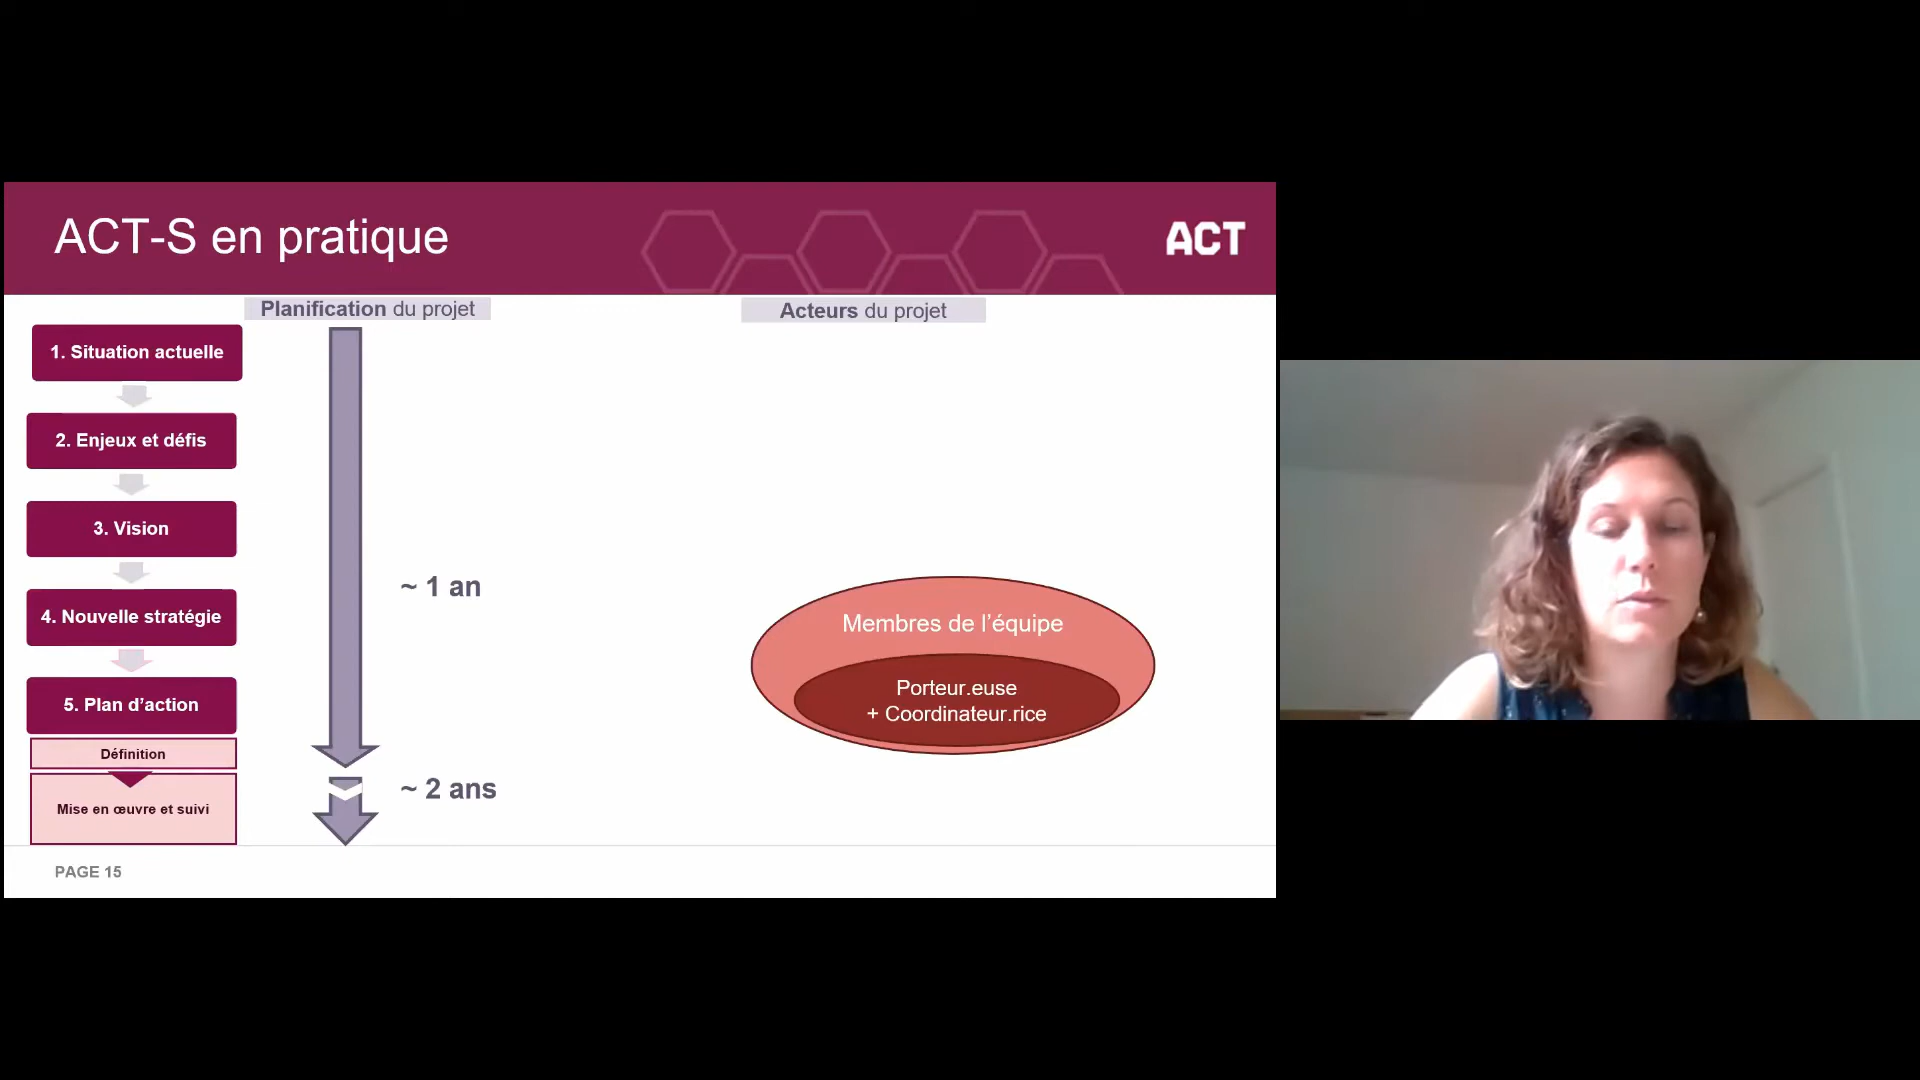 ACT-S en pratique
ACT
Planification du projet
Acteurs du projet
1. Situation actuelle
2. Enjeux et défis
3. Vision
4. Nouvelle stratégie
5. Plan d’action
Définition
Mise en œuvre et suivi
~ 1 an
~ 2 ans
Membres de l’équipe
Porteur.euse
+ Coordinateur.rice
PAGE 15